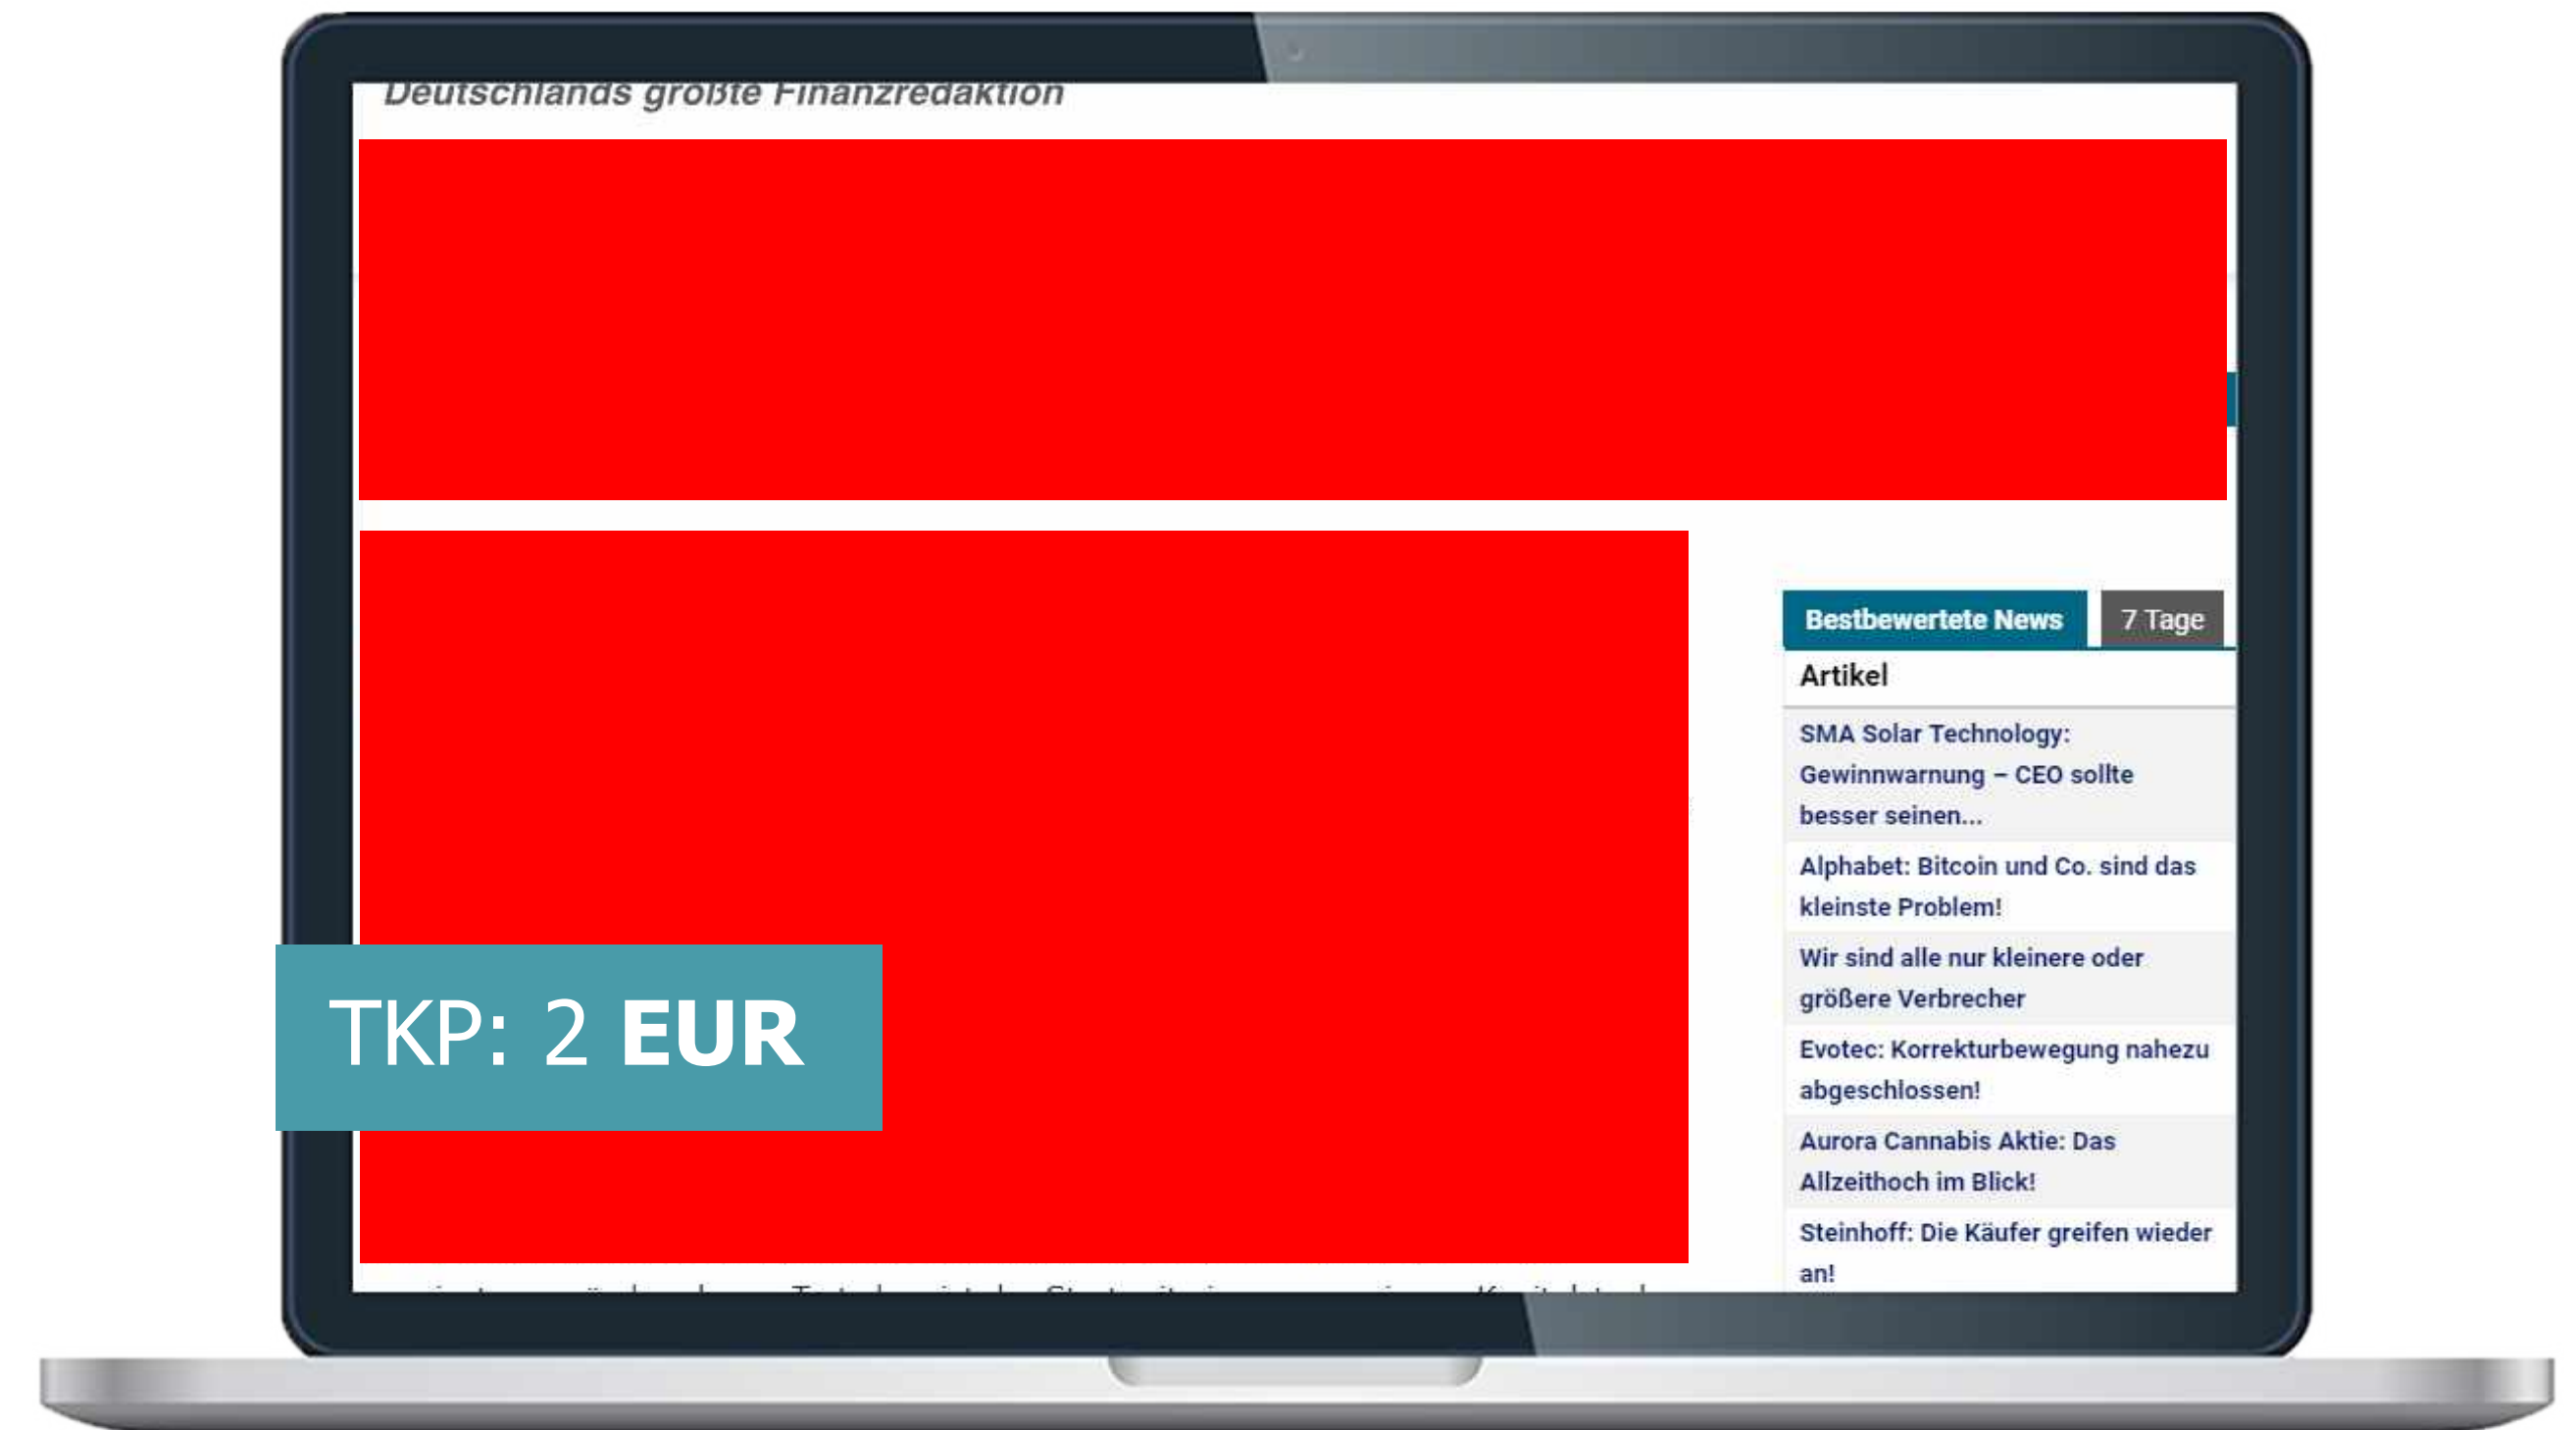 Deutschlands größte Finanzredaktion
Bestbewertete News
7 Tage
Artikel
SMA Solar Technology:
Gewinnwarnung – CEO sollte
besser seinen...
Alphabet: Bitcoin und Co. sind das
kleinste Problem!
Wir sind alle nur kleinere oder
größere Verbrecher
Evotec: Korrekturbewegung nahezu
abgeschlossen!
Aurora Cannabis Aktie: Das
Allzeithoch im Blick!
Steinhoff: Die Käufer greifen wieder
an!
TKP: 2 EUR